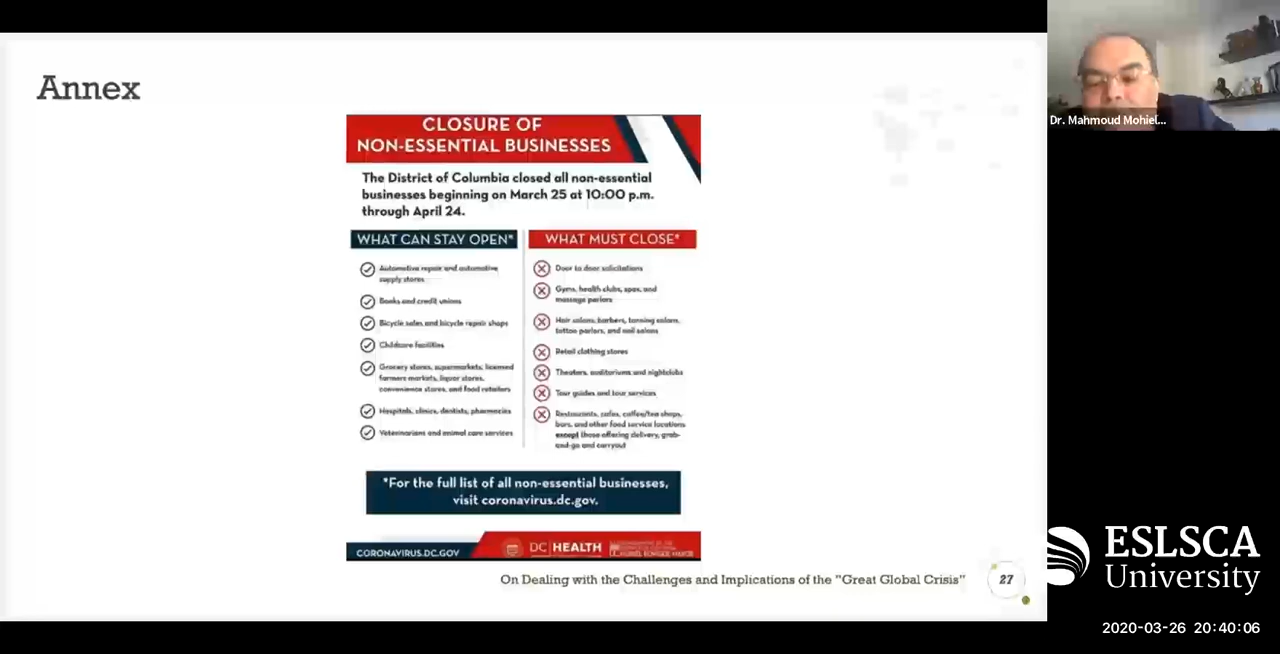 Annex
CLOSURE OF
NON-ESSENTIAL BUSINESSES
The District of Columbia closed all non-essential
businesses beginning on March 25 at 10:00 p.m.
through April 24.
WHAT CAN STAY OPEN*
Automotive repair and automotive
supply stores
Banks and credit unions
Bicycle sales and bicycle repair shops
Childcare facilities
Grocery stores, supermarkets, licensed
farmers markets, liquor stores,
convenience stores, and food retailers
Hospitals, clinics, dentists, pharmacies
Veterinarians and animal care services
WHAT MUST CLOSE*
Door to door solicitations
Gyms, health clubs, spas, and
massage parlors
Hair salons, barbers, tanning salons,
tattoo parlors, and nail salons
Retail clothing stores
Theaters, auditoriums and nightclubs
Tour guides and tour services
Restaurants, cafes, coffee/tea shops,
bars, and other food service locations
except those offering delivery, grab-
and-go and carryout
*For the full list of all non-essential businesses,
visit coronavirus.dc.gov.
CORONAVIRUS.DC.GOV
DC HEALTH
MURIEL BOWSER, MAYOR
On Dealing with the Challenges and Implications of the "Great Global Crisis"
27
Dr. Mahmoud Mohiel...
ESLSCA
University
2020-03-26 20:40:06